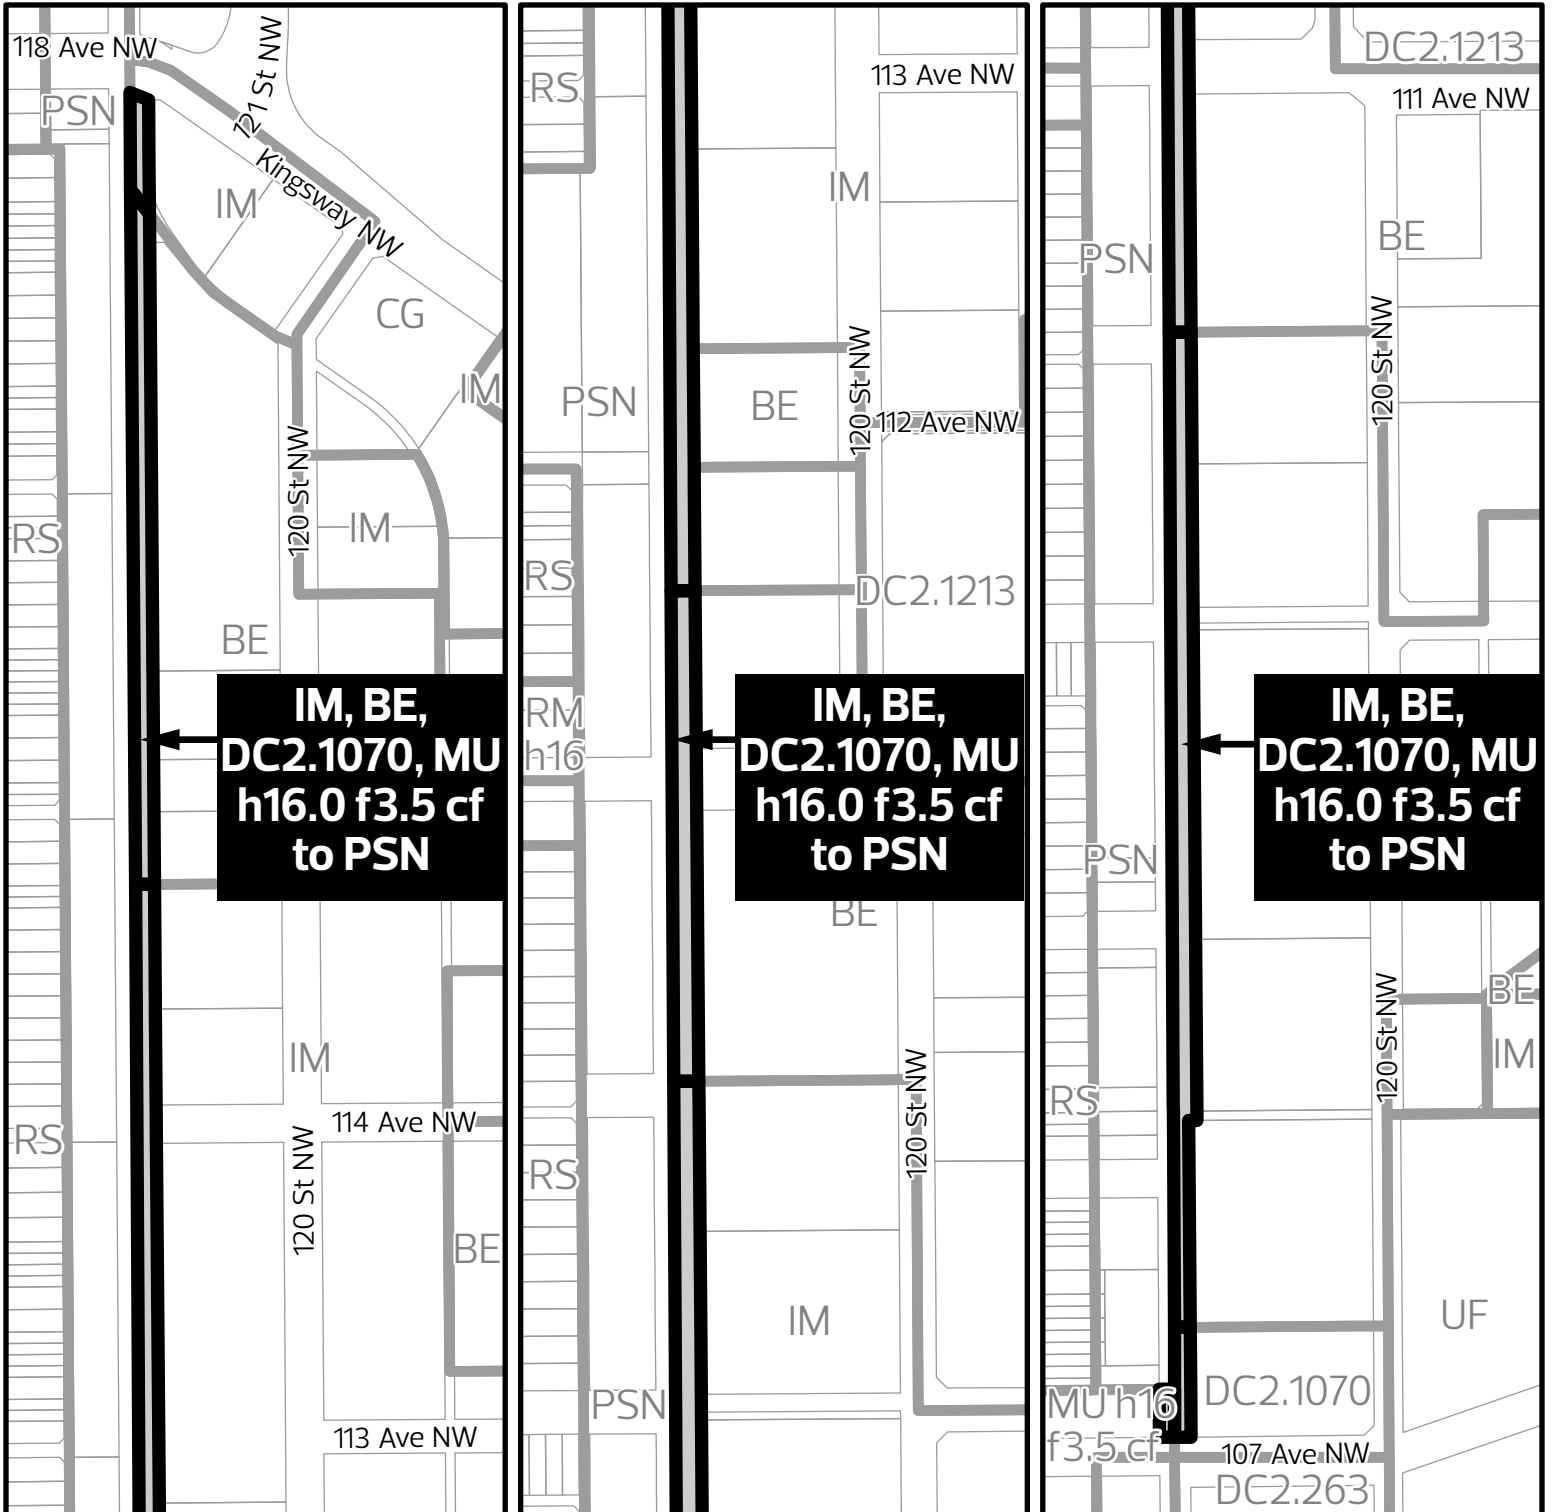 118 Ave NW
121 St NW
PSN
Kingsway NW
IM
CG
IM
120 St NW
IM
RS
BE
IM, BE,
DC2.1070, MU
h16.0 f3.5 cf
to PSN
IM
114 Ave NW
RS
120 St NW
BE
113 Ave NW
113 Ave NW
RS
IM
PSN
BE
120 St NW
112 Ave NW
RS
DC2.1213
RM
h16
IM, BE,
DC2.1070, MU
h16.0 f3.5 cf
to PSN
BE
120 St NW
RS
IM
PSN
DC2.1213
111 Ave NW
BE
PSN
120 St NW
IM, BE,
DC2.1070, MU
h16.0 f3.5 cf
to PSN
PSN
BE
120 St NW
IM
RS
UF
MU h16
f3.5 cf
DC2.1070
107 Ave NW
DC2.263